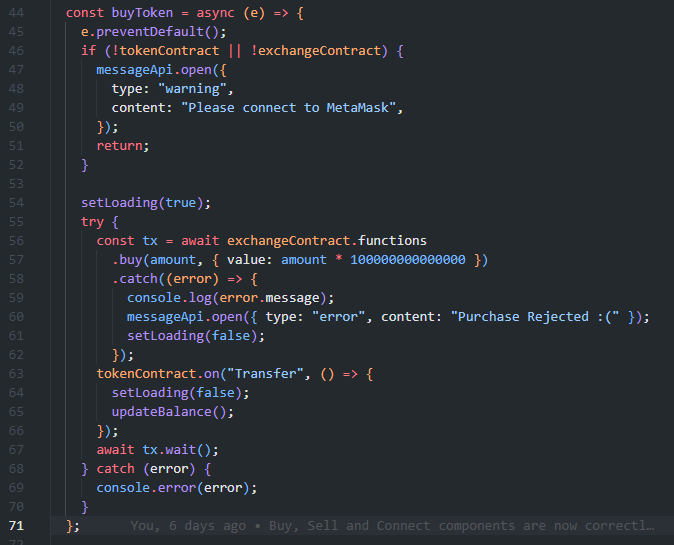 44 const buyToken = async (e) => {
45 e.preventDefault();
46 if (!tokenContract || !exchangeContract) {
47 messageApi.open({
48 type: "warning",
49 content: "Please connect to MetaMask",
50 });
51 return;
52 }
53
54 setLoading(true);
55 try {
56 const tx = await exchangeContract.functions
57 .buy(amount, { value: amount * 100000000000000 })
58 .catch((error) => {
59 console.log(error.message);
60 messageApi.open({ type: "error", content: "Purchase Rejected :(" });
61 setLoading(false);
62 });
63 tokenContract.on("Transfer", () => {
64 setLoading(false);
65 updateBalance();
66 });
67 await tx.wait();
68 } catch (error) {
69 console.error(error);
70 }
71 }; You, 6 days ago • Buy, Sell and Connect components are now correctl…
72